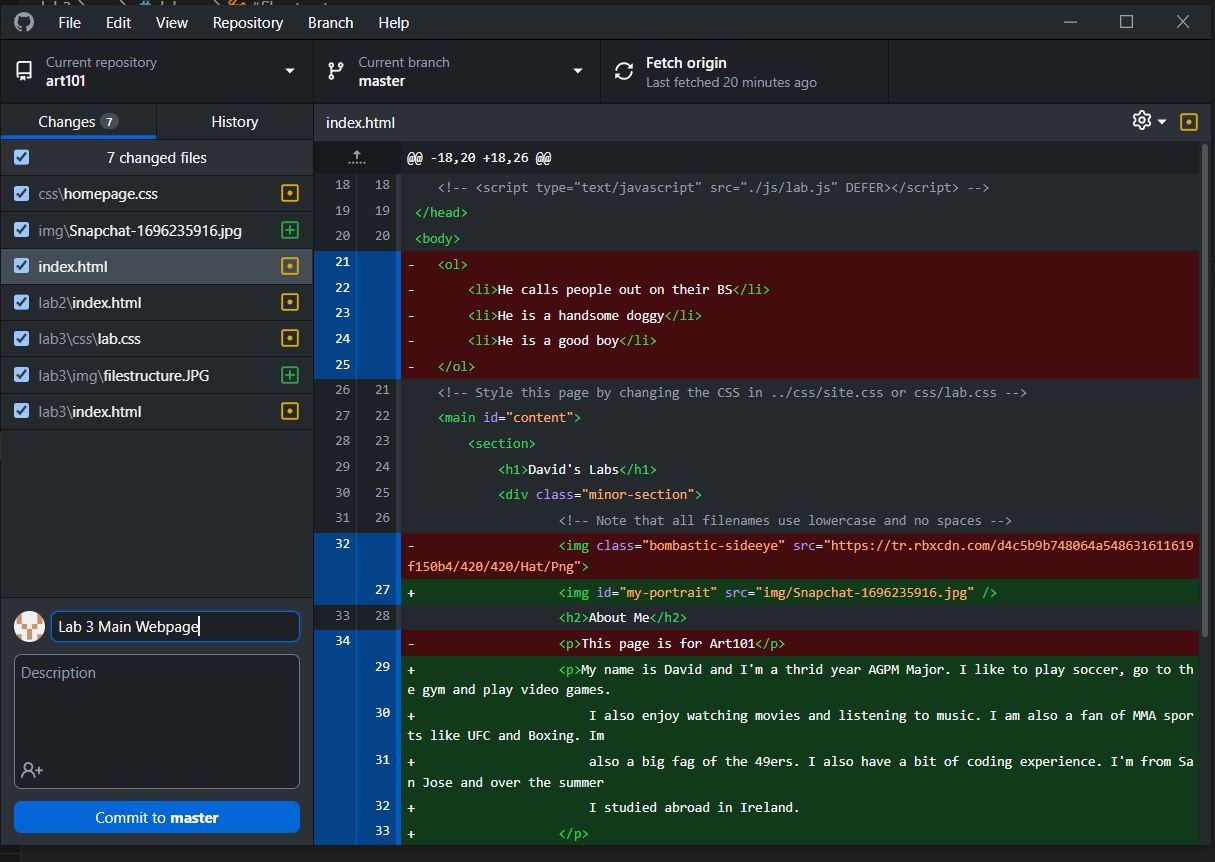 File Edit View Repository Branch Help
Current repository
art101
Current branch
master
Fetch origin
Last fetched 20 minutes ago
Changes 7
History
7 changed files
css\homepage.css
img\Snapchat-1696235916.jpg
index.html
lab2\index.html
lab3\css\lab.css
lab3\img\filestructure.JPG
lab3\index.html
Lab 3 Main Webpage
Description
Commit to master
index.html
@@ -18,20 +18,26 @@
18 18 <!-- <script type="text/javascript" src="./js/lab.js" DEFER></script> -->
19 19 </head>
20 20 <body>
21 - <ol>
22 - <li>He calls people out on their BS</li>
23 - <li>He is a handsome doggy</li>
24 - <li>He is a good boy</li>
25 - </ol>
26 21 <!-- Style this page by changing the CSS in ../css/site.css or css/lab.css -->
27 22 <main id="content">
28 23 <section>
29 24 <h1>David's Labs</h1>
30 25 <div class="minor-section">
31 26 <!-- Note that all filenames use lowercase and no spaces -->
32 - <img class="bombastic-sideeye" src="https://tr.rbxcdn.com/d4c5b9b748064a548631611619
f150b4/420/420/Hat/Png">
27 + <img id="my-portrait" src="img/Snapchat-1696235916.jpg" />
33 28 <h2>About Me</h2>
34 - <p>This page is for Art101</p>
29 + <p>My name is David and I'm a thrid year AGPM Major. I like to play soccer, go to th
e gym and play video games.
30 + I also enjoy watching movies and listening to music. I am also a fan of MMA spor
ts like UFC and Boxing. Im
31 + also a big fag of the 49ers. I also have a bit of coding experience. I'm from Sa
n Jose and over the summer
32 + I studied abroad in Ireland.
33 + </p>